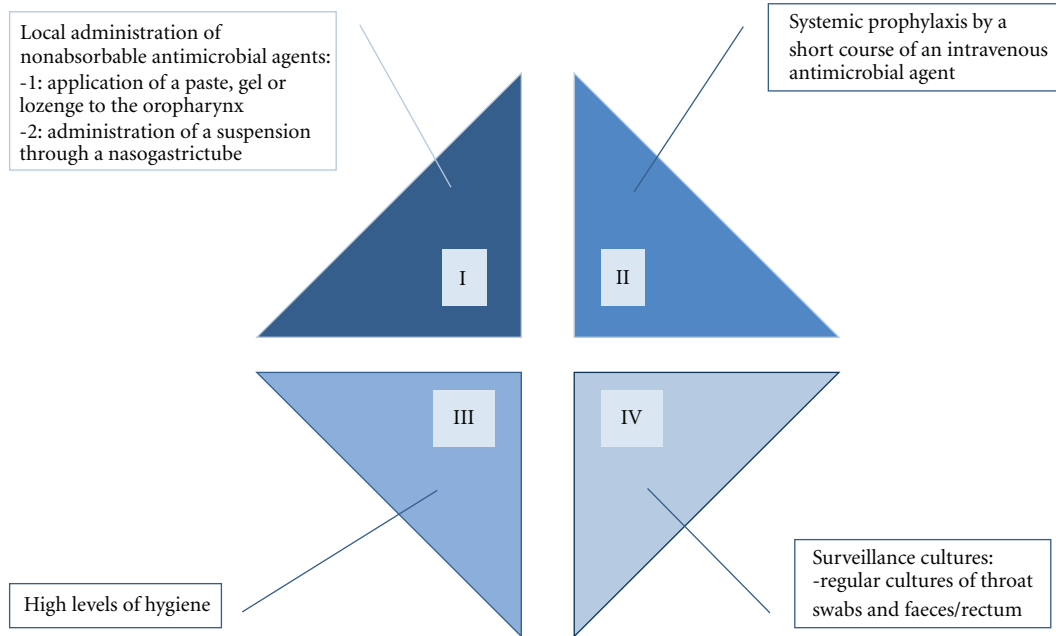 Local administration of
nonabsorbable antimicrobial agents:
-1: application of a paste, gel or
lozenge to the oropharynx
-2: administration of a suspension
through a nasogastrictube
Systemic prophylaxis by a
short course of an intravenous
antimicrobial agent
I
II
III
IV
High levels of hygiene
Surveillance cultures:
-regular cultures of throat
swabs and faeces/rectum